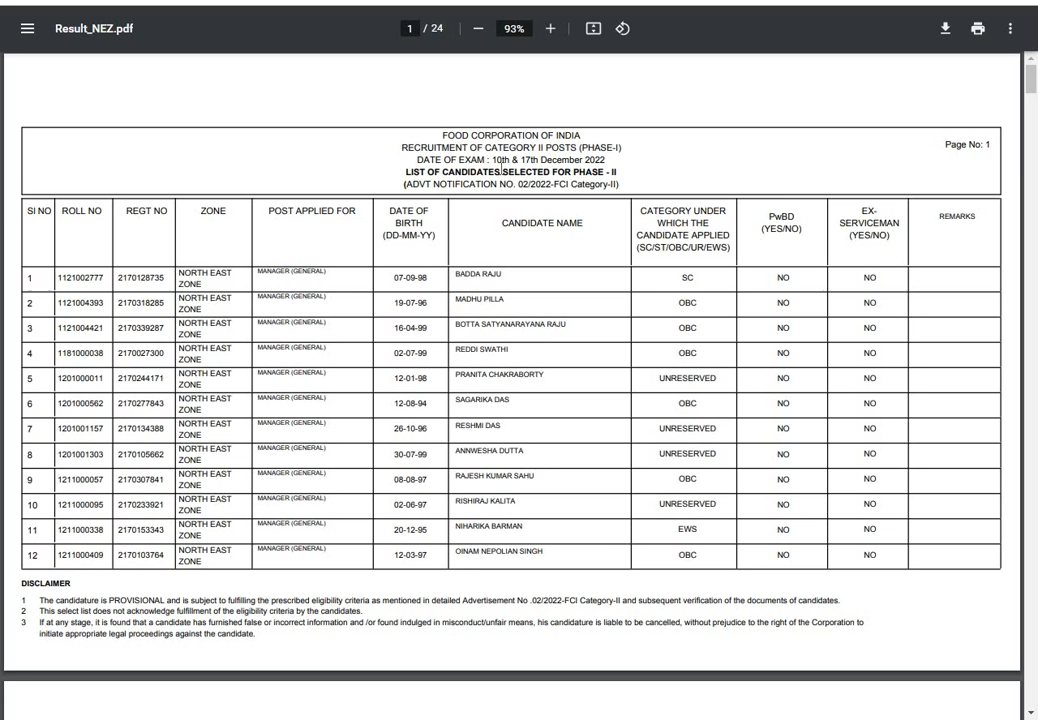 Result_NEZ.pdf 1 / 24 93%
FOOD CORPORATION OF INDIA
RECRUITMENT OF CATEGORY II POSTS (PHASE-I)
Page No: 1
DATE OF EXAM : 10th & 17th December 2022
LIST OF CANDIDATES SELECTED FOR PHASE - II
(ADVT NOTIFICATION NO. 02/2022-FCI Category-II)
SI NO ROLL NO REGT NO ZONE POST APPLIED FOR DATE OF BIRTH (DD-MM-YY) CANDIDATE NAME CATEGORY UNDER WHICH THE CANDIDATE APPLIED (SC/ST/OBC/UR/EWS) PwBD (YES/NO) EX-SERVICEMAN (YES/NO) REMARKS
1 1121002777 2170128735 NORTH EAST ZONE MANAGER (GENERAL) 07-09-98 BADDA RAJU SC NO NO
2 1121004393 2170318285 NORTH EAST ZONE MANAGER (GENERAL) 19-07-96 MADHU PILLA OBC NO NO
3 1121004421 2170339287 NORTH EAST ZONE MANAGER (GENERAL) 16-04-99 BOTTA SATYANARAYANA RAJU OBC NO NO
4 1181000038 2170027300 NORTH EAST ZONE MANAGER (GENERAL) 02-07-99 REDDI SWATHI OBC NO NO
5 1201000011 2170244171 NORTH EAST ZONE MANAGER (GENERAL) 12-01-98 PRANITA CHAKRABORTY UNRESERVED NO NO
6 1201000562 2170277843 NORTH EAST ZONE MANAGER (GENERAL) 12-08-94 SAGARIKA DAS OBC NO NO
7 1201001157 2170134388 NORTH EAST ZONE MANAGER (GENERAL) 26-10-96 RESHMI DAS UNRESERVED NO NO
8 1201001303 2170105662 NORTH EAST ZONE MANAGER (GENERAL) 30-07-99 ANNWESHA DUTTA UNRESERVED NO NO
9 1211000057 2170307841 NORTH EAST ZONE MANAGER (GENERAL) 08-08-97 RAJESH KUMAR SAHU OBC NO NO
10 1211000095 2170233921 NORTH EAST ZONE MANAGER (GENERAL) 02-06-97 RISHIRAJ KALITA UNRESERVED NO NO
11 1211000338 2170153343 NORTH EAST ZONE MANAGER (GENERAL) 20-12-95 NIHARIKA BARMAN EWS NO NO
12 1211000409 2170103764 NORTH EAST ZONE MANAGER (GENERAL) 12-03-97 OINAM NEPOLIAN SINGH OBC NO NO
DISCLAIMER
1 The candidature is PROVISIONAL and is subject to fulfilling the prescribed eligibility criteria as mentioned in detailed Advertisement No .02/2022-FCI Category-II and subsequent verification of the documents of candidates.
2 This select list does not acknowledge fulfillment of the eligibility criteria by the candidates.
3 If at any stage, it is found that a candidate has furnished false or incorrect information and /or found indulged in misconduct/unfair means, his candidature is liable to be cancelled, without prejudice to the right of the Corporation to
initiate appropriate legal proceedings against the candidate.